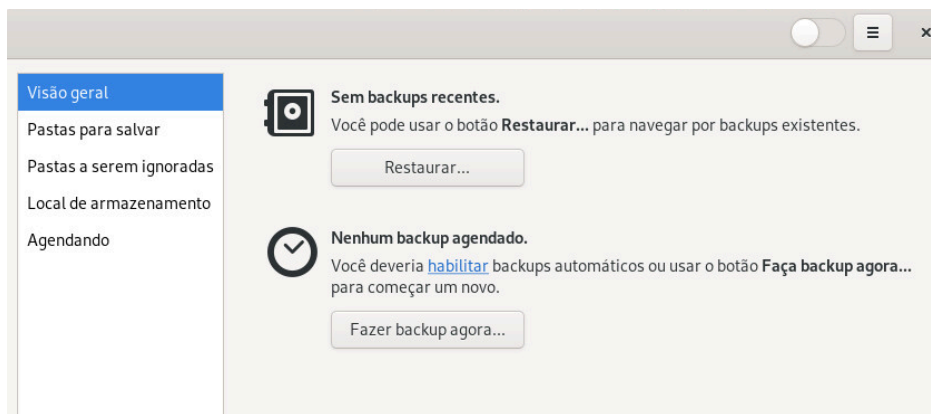 Visão geral
Pastas para salvar
Pastas a serem ignoradas
Local de armazenamento
Agendando
Sem backups recentes.
Você pode usar o botão Restaurar... para navegar por backups existentes.
Restaurar...
Nenhum backup agendado.
Você deveria habilitar backups automáticos ou usar o botão Faça backup agora...
para começar um novo.
Fazer backup agora...